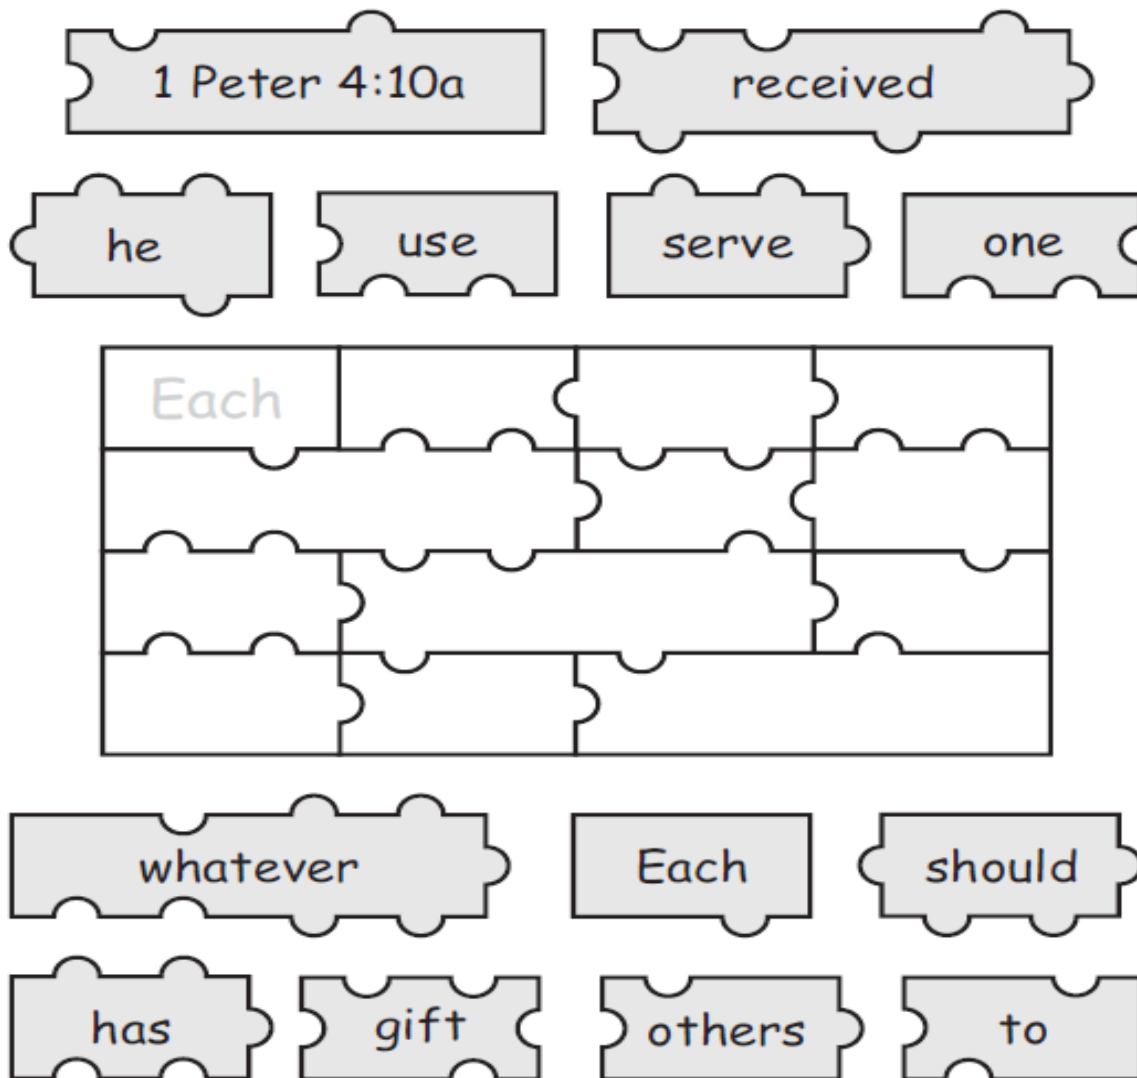 1 Peter 4:10a received
he use serve one
Each
whatever Each should
has gift others to